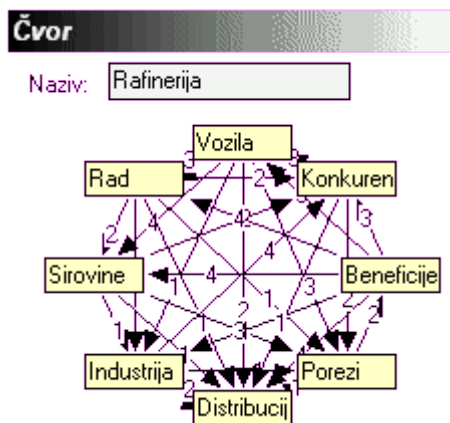 Čvor
Naziv: Rafinerija
Vozila
Rad
Konkuren
Sirovine
Beneficije
Industrija
Porezi
Distribucij